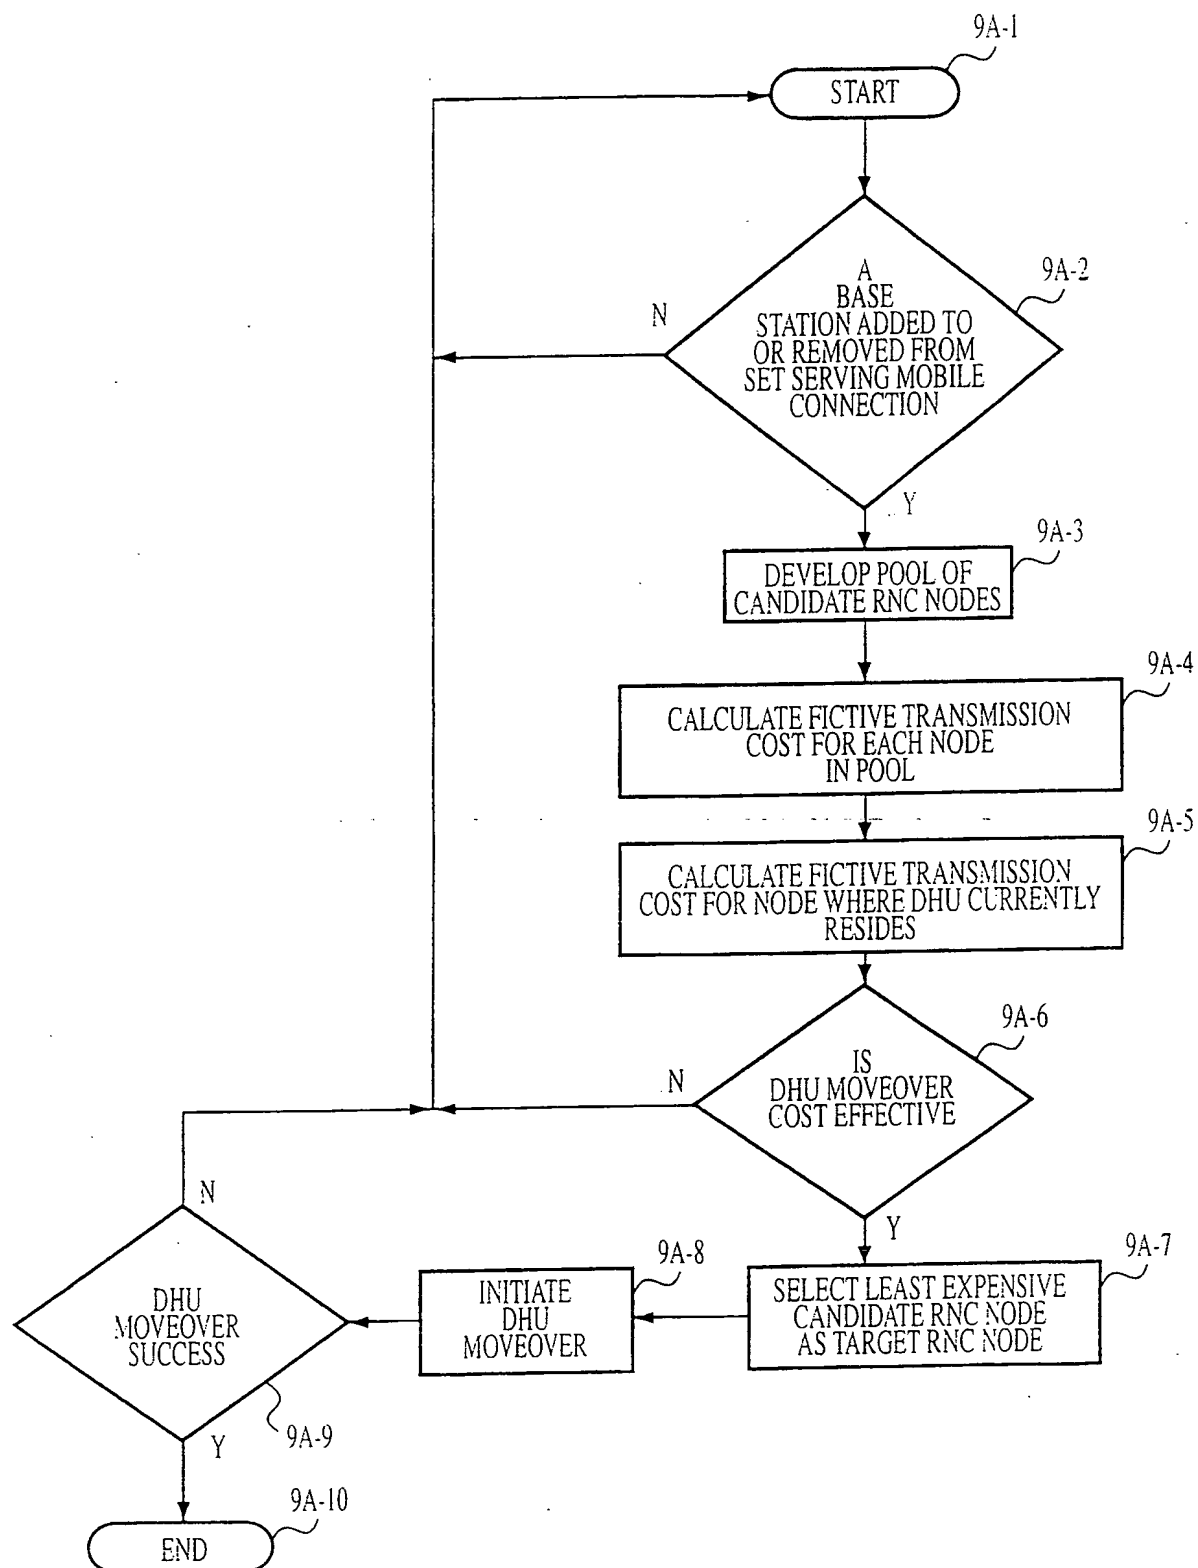 9A-1
START
9A-2
A
BASE
STATION ADDED TO
OR REMOVED FROM
SET SERVING MOBILE
CONNECTION
N
Y
9A-3
DEVELOP POOL OF
CANDIDATE RNC NODES
9A-4
CALCULATE FICTIVE TRANSMISSION
COST FOR EACH NODE
IN POOL
9A-5
CALCULATE FICTIVE TRANSMISSION
COST FOR NODE WHERE DHU CURRENTLY
RESIDES
9A-6
IS
DHU MOVEOVER
COST EFFECTIVE
N
Y
9A-7
SELECT LEAST EXPENSIVE
CANDIDATE RNC NODE
AS TARGET RNC NODE
9A-8
INITIATE
DHU
MOVEOVER
N
DHU
MOVEOVER
SUCCESS
9A-9
Y
9A-10
END